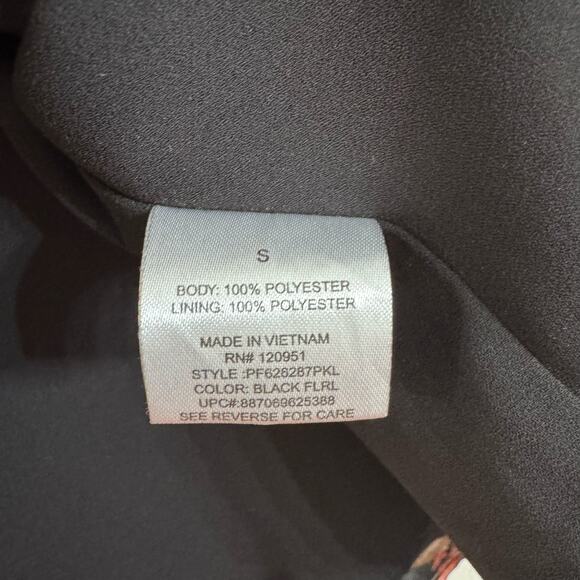 S
BODY: 100% POLYESTER
LINING: 100% POLYESTER
MADE IN VIETNAM
RN# 120951
STYLE :PF628287PKL
COLOR: BLACK FLRL
UPC#:887069625388
SEE REVERSE FOR CARE